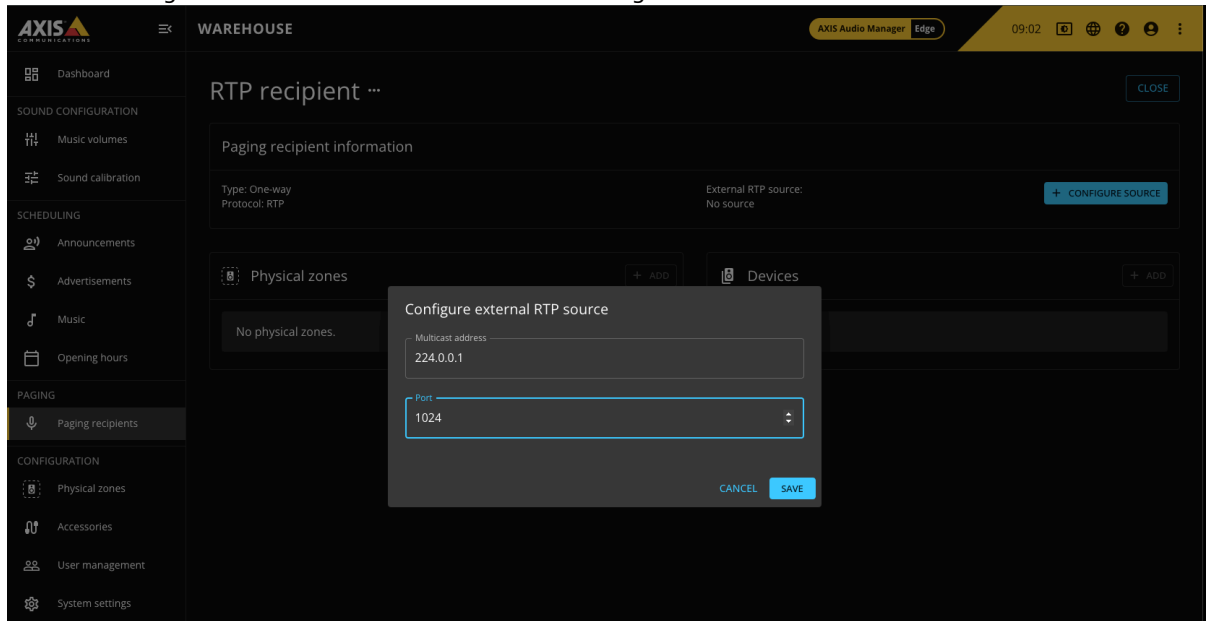 AXIS
COMMUNICATIONS
WAREHOUSE
AXIS Audio Manager Edge
09:02
Dashboard
SOUND CONFIGURATION
Music volumes
Sound calibration
SCHEDULING
Announcements
Advertisements
Music
Opening hours
PAGING
Paging recipients
CONFIGURATION
Physical zones
Accessories
User management
System settings
RTP recipient ...
CLOSE
Paging recipient information
Type: One-way
Protocol: RTP
External RTP source:
No source
+ CONFIGURE SOURCE
Physical zones
+ ADD
No physical zones.
Devices
+ ADD
Configure external RTP source
Multicast address
224.0.0.1
Port
1024
CANCEL
SAVE